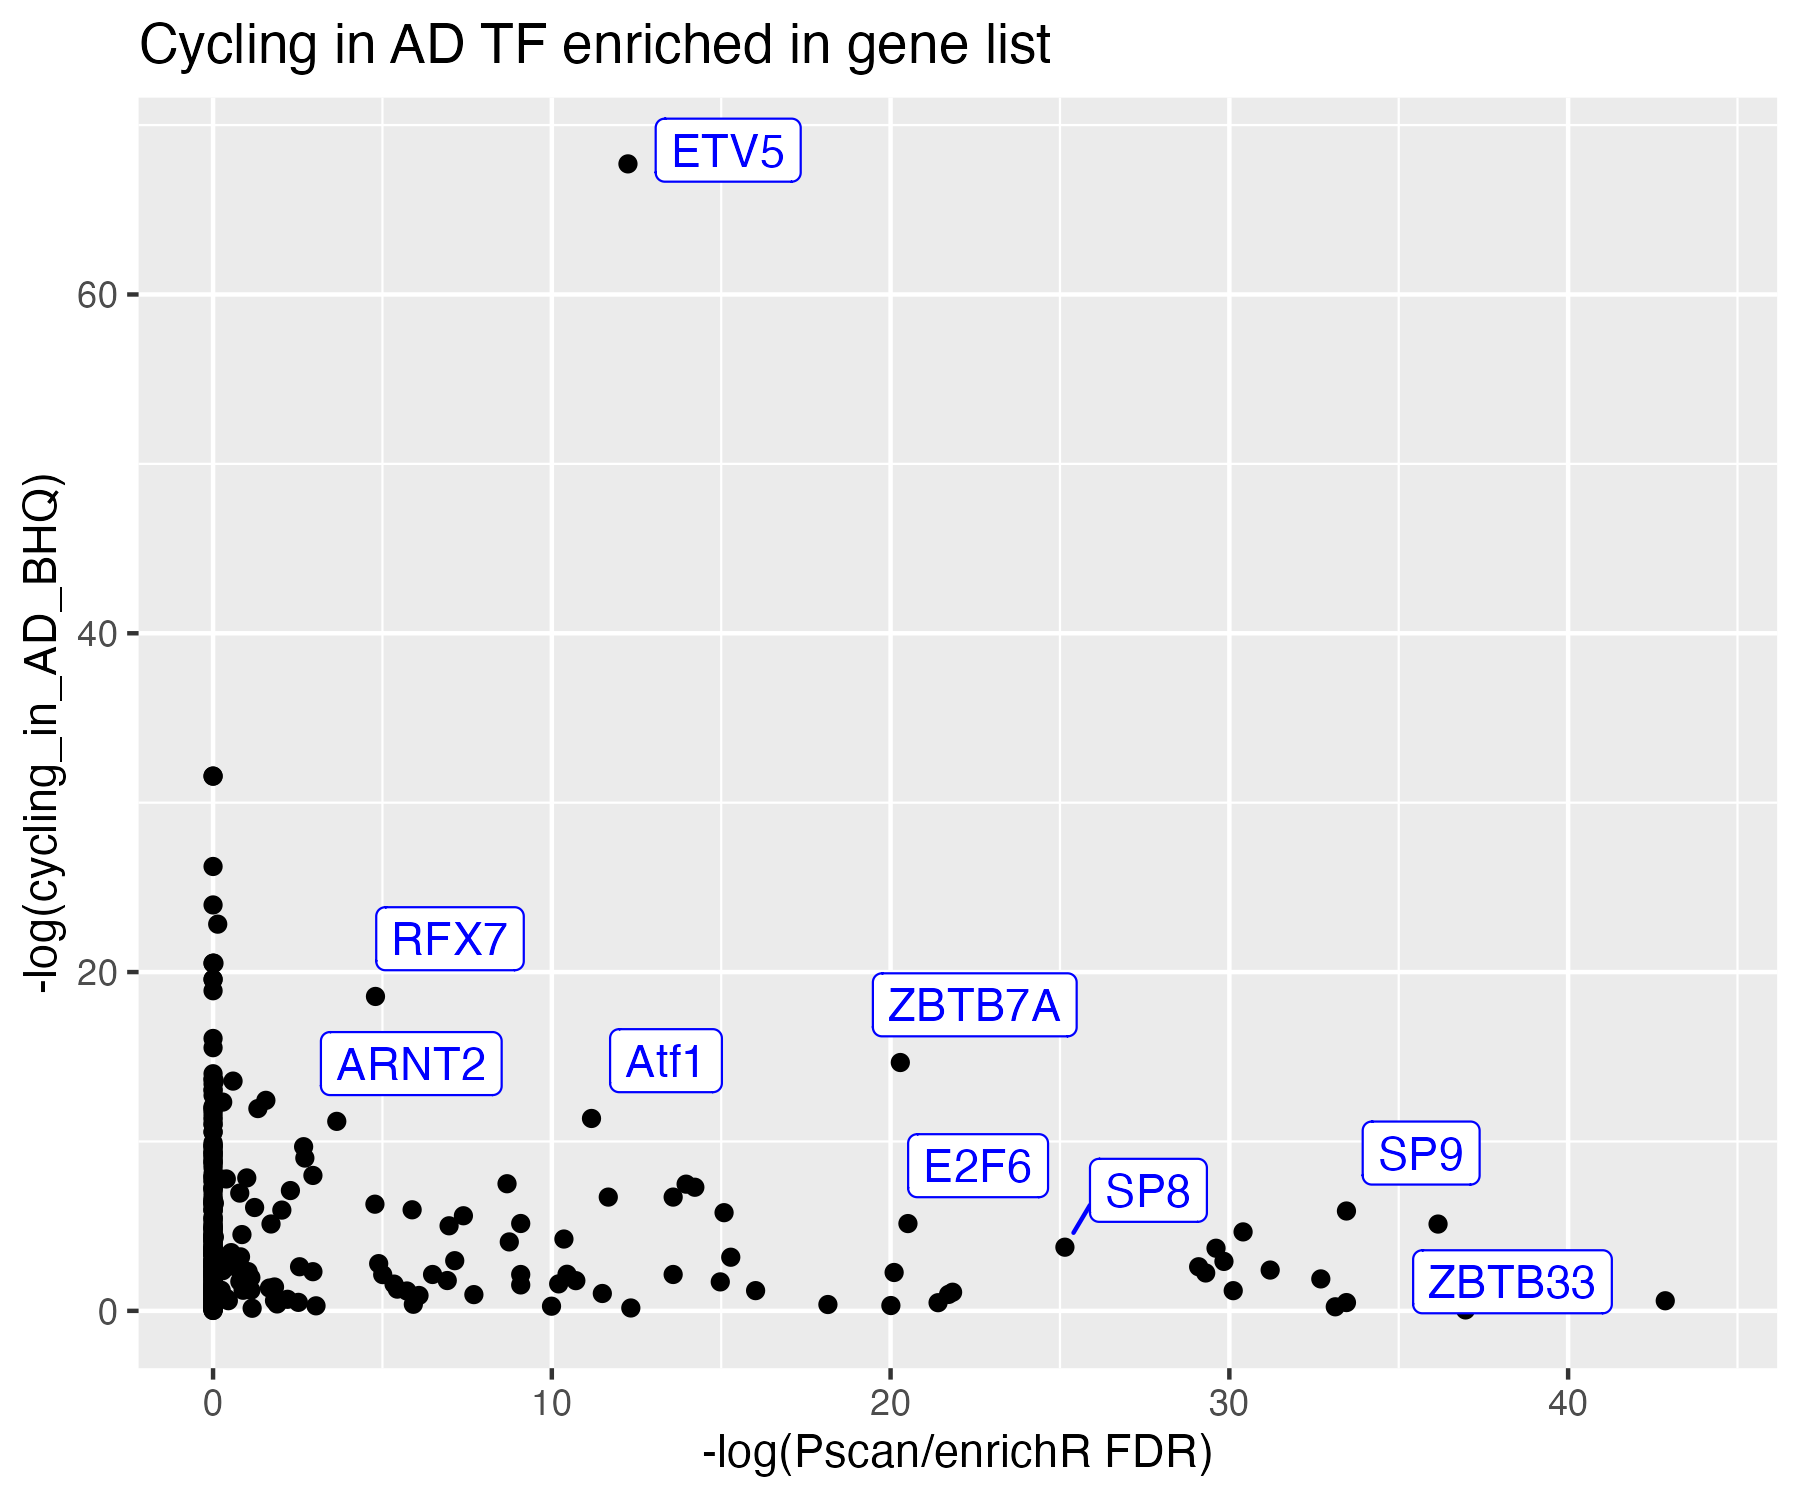 Cycling in AD TF enriched in gene list
ETV5
60
-log(cycling_in_AD_BHQ)
40
RFX7
20
ZBTB7A
ARNT2
Atf1
E2F6
SP8
SP9
ZBTB33
0
0
10
20
30
40
-log(Pscan/enrichR FDR)